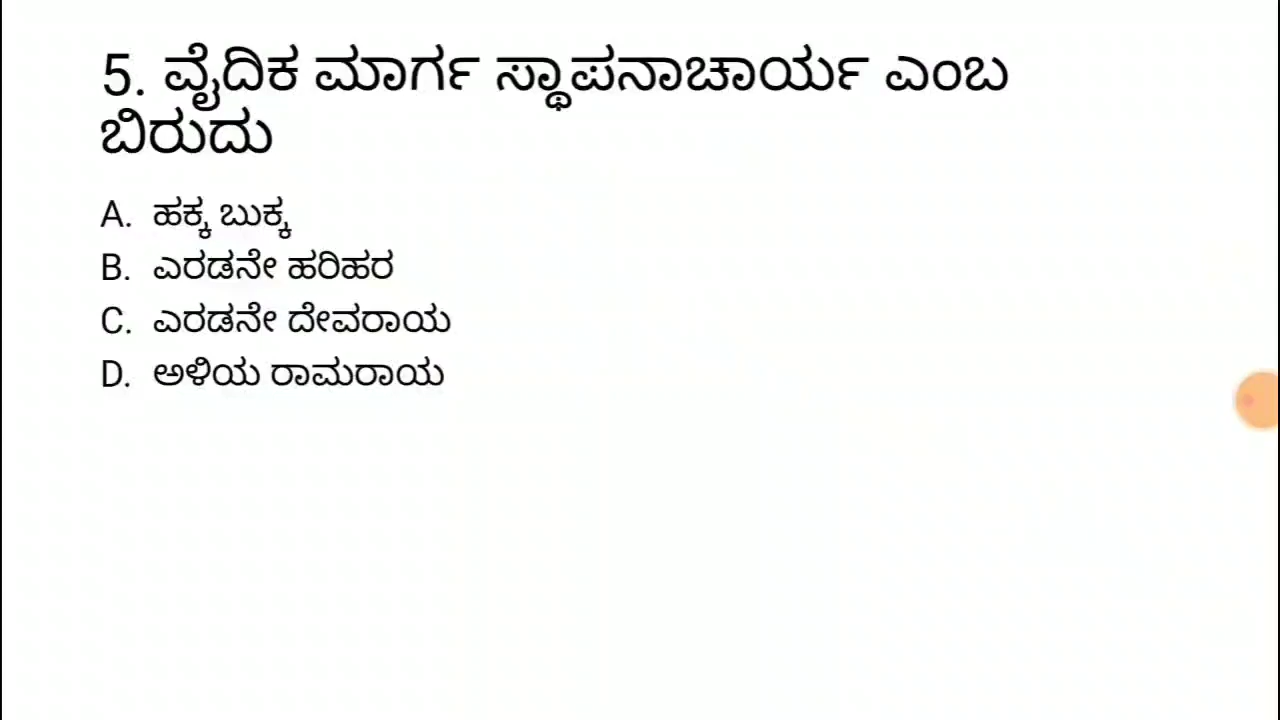 5. ವೈದಿಕ ಮಾರ್ಗ ಸ್ಥಾಪನಾಚಾರ್ಯ ಎಂಬ
ಬಿರುದು
A. ಹಕ್ಕ ಬುಕ್ಕ
B. ಎರಡನೇ ಹರಿಹರ
C. ಎರಡನೇ ದೇವರಾಯ
D. ಅಳಿಯ ರಾಮರಾಯ